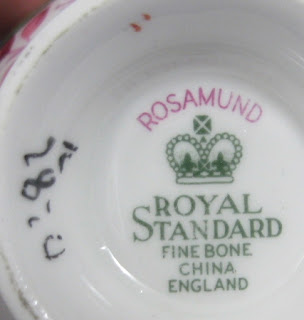 ROSAMUND
ROYAL
STANDARD
FINE BONE
CHINA
ENGLAND